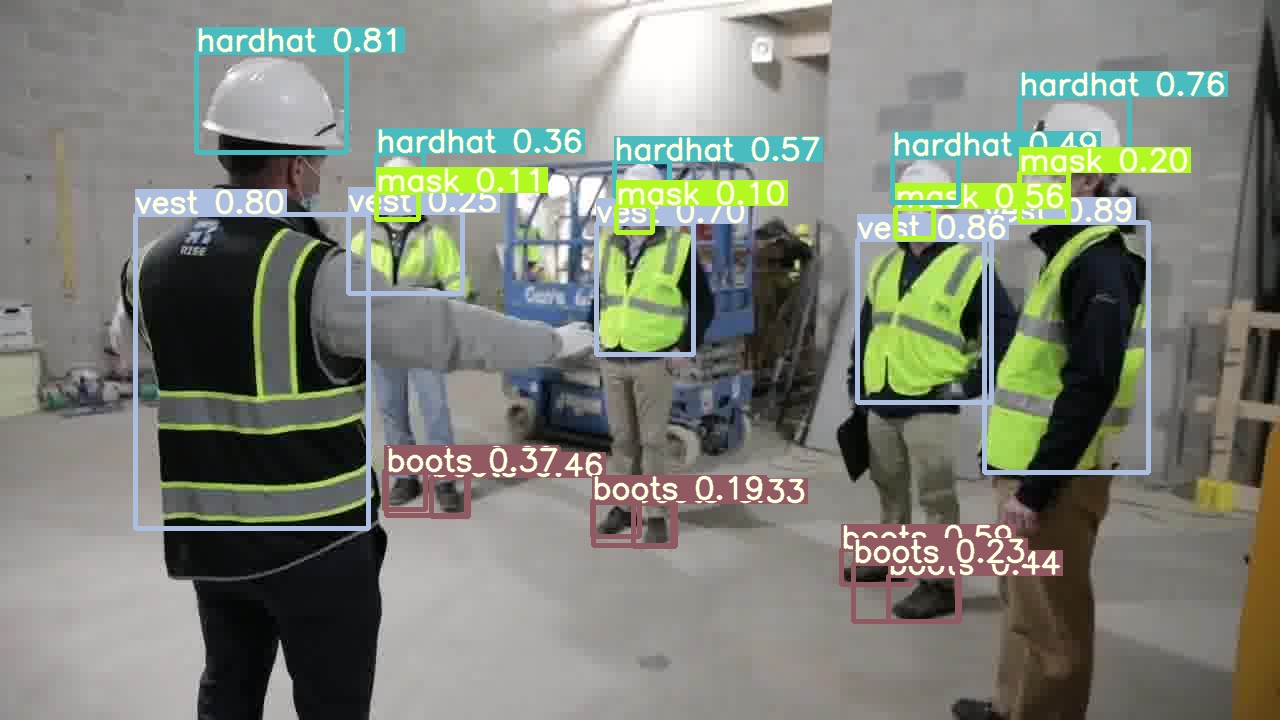 hardhat 0.81
hardhat 0.76
hardhat 0.36
hardhat 0.57
hardhat 0.49
mask 0.20
mask 0.11
mask 0.10
mask 0.56
vest 0.80
vest 0.25
vest 0.70
vest 0.86
vest 0.89
RISE
boots 0.37
.46
boots 0.19
33
boots 0.59
boots 0.23
boots 0.44